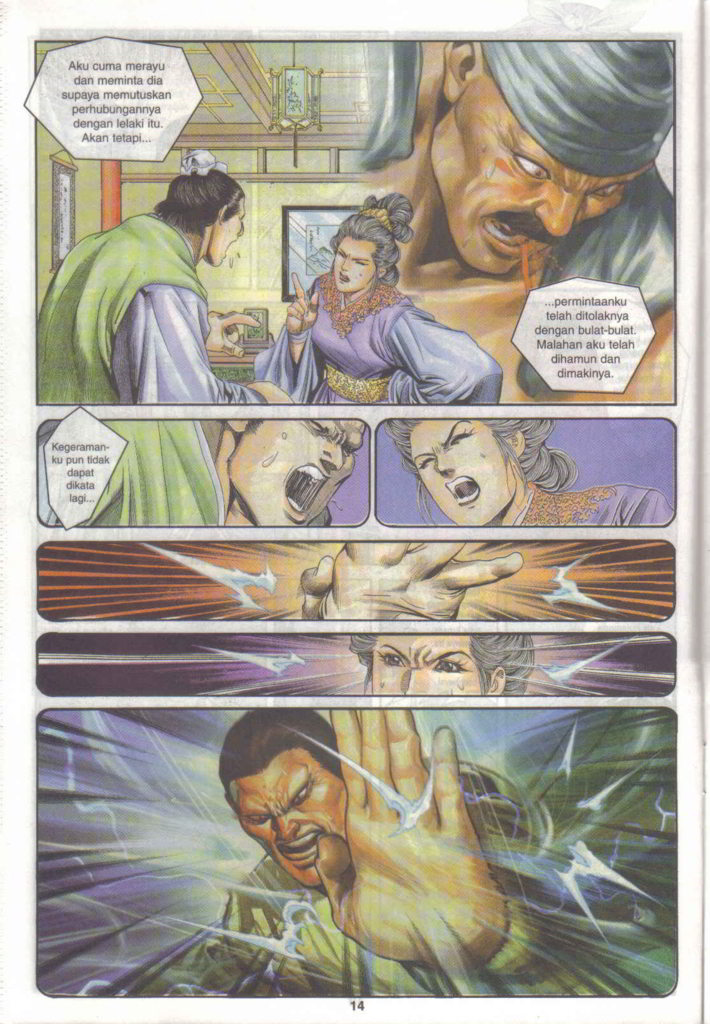 Aku cuma merayu
dan meminta dia
supaya memutuskan
perhubungannya
dengan lelaki itu.
Akan tetapi...
...permintaanku
telah ditolaknya
dengan bulat-bulat.
Malahan aku telah
dihamun dan
dimakinya.
Kegeraman-
ku pun tidak
dapat
dikata
lagi...
14